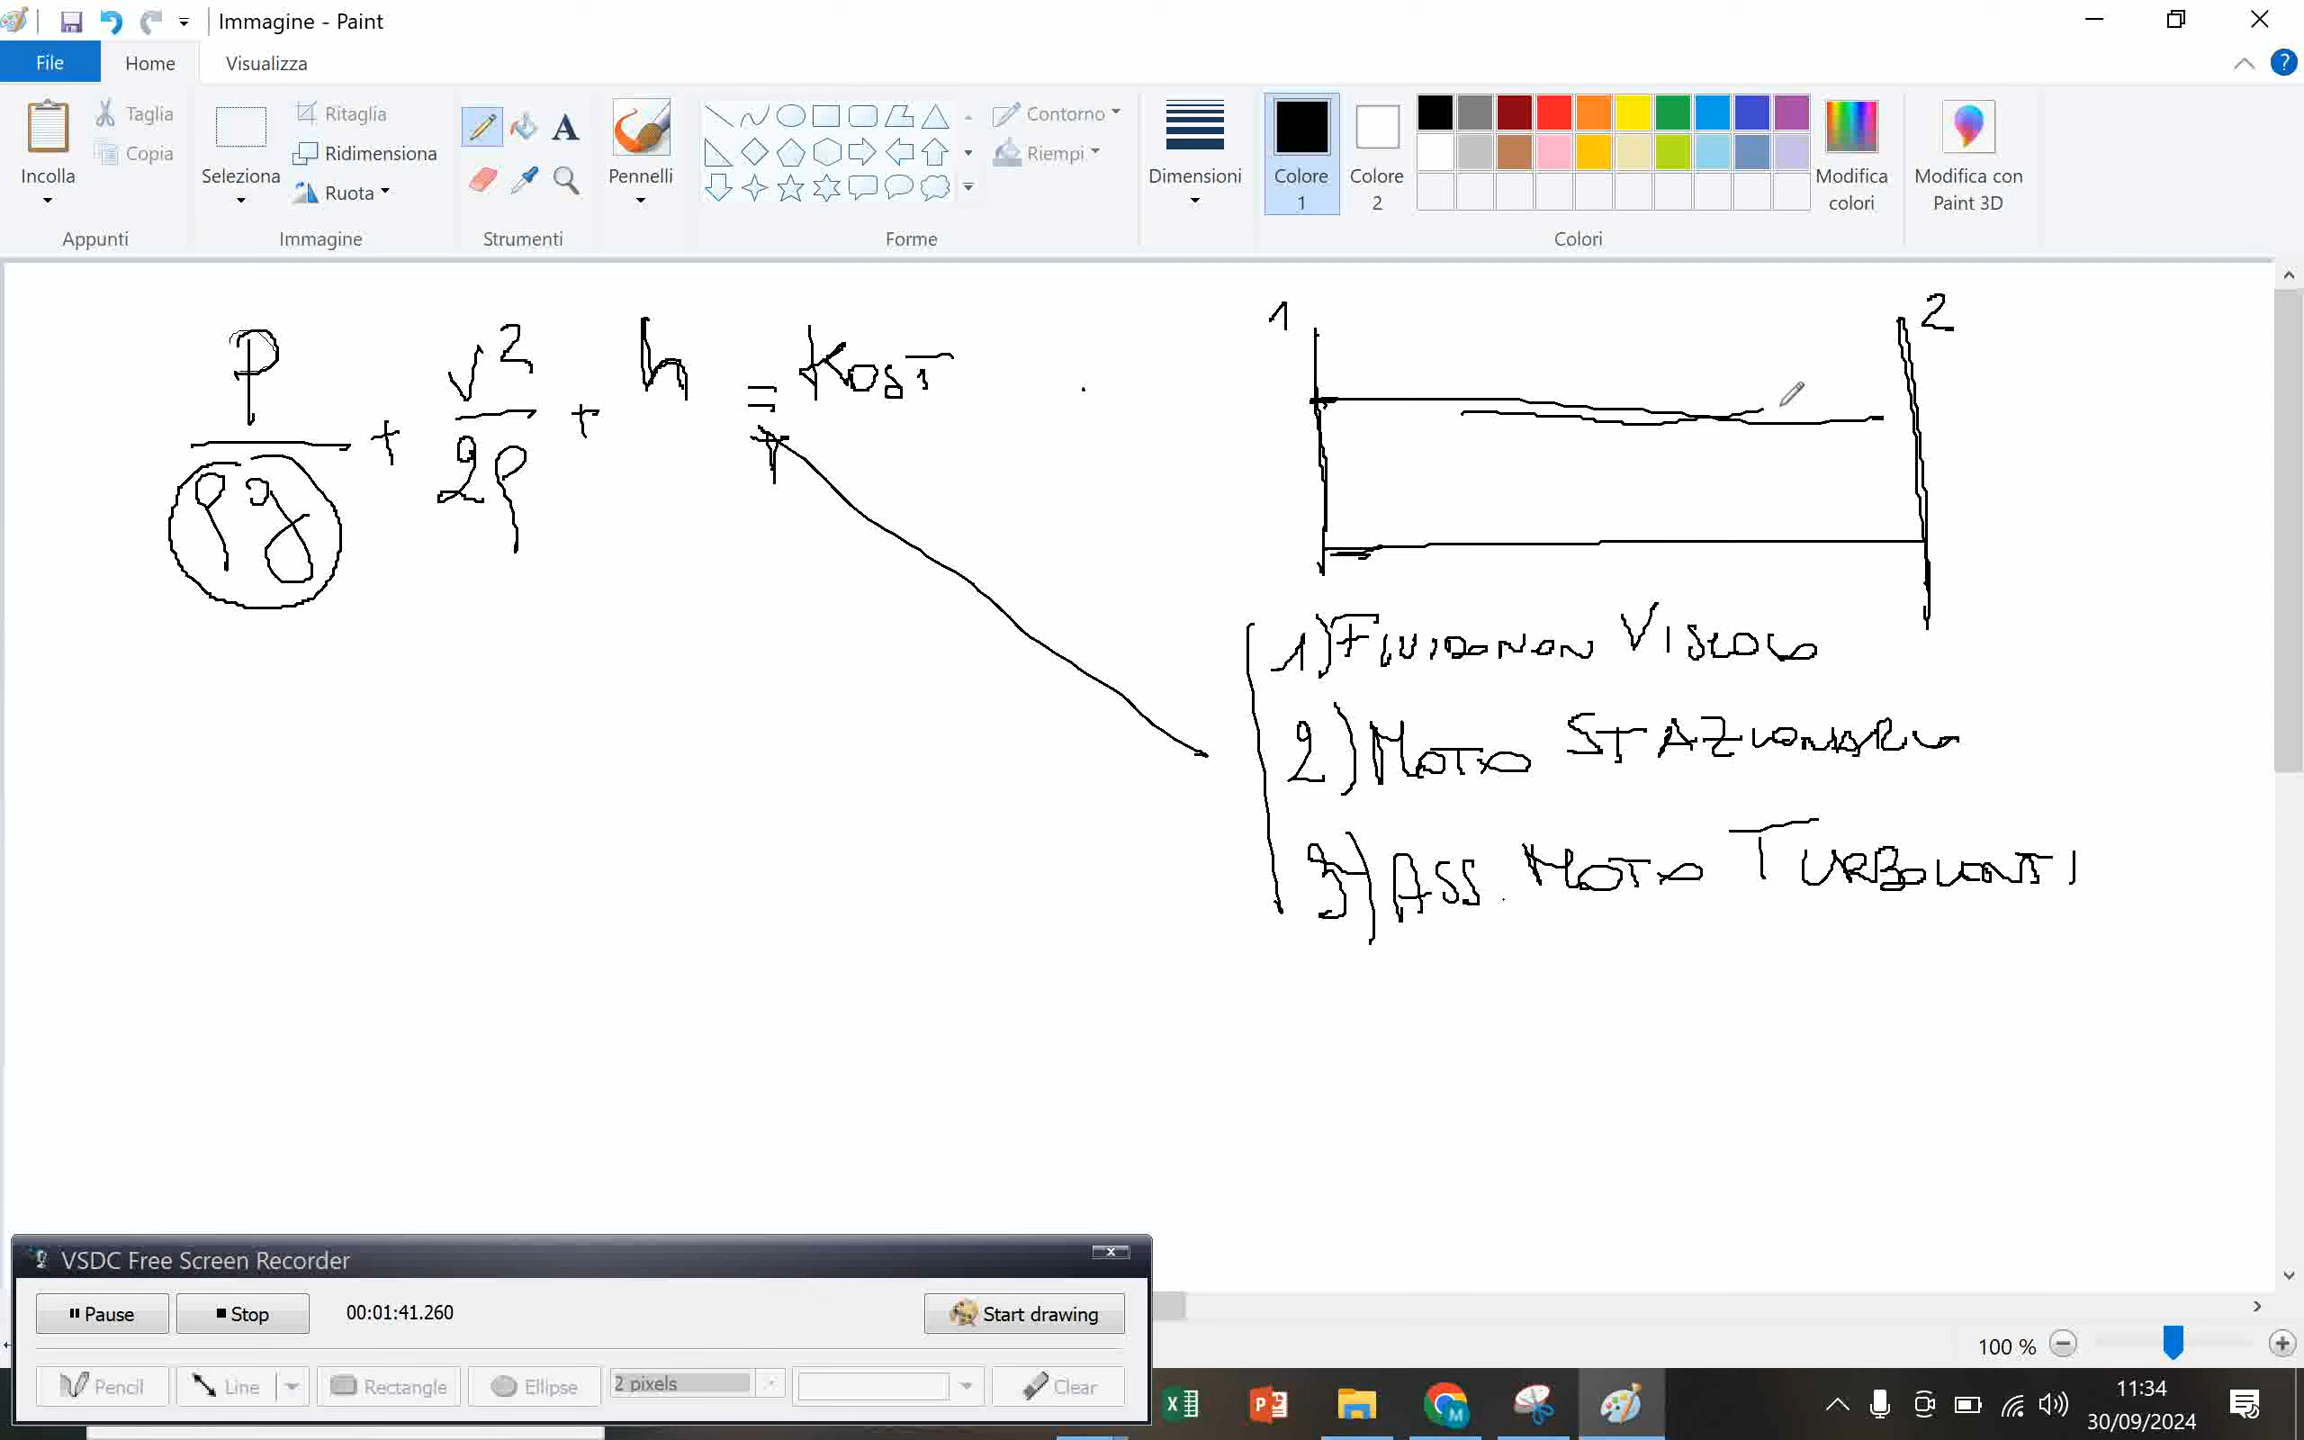 Immagine - Paint
File Home Visualizza
Incolla
Taglia
Copia
Appunti
Seleziona
Ritaglia
Ridimensiona
Ruota
Immagine
A
Strumenti
Pennelli
Contorno
Riempi
Forme
Dimensioni
Colore 1
Colore 2
Modifica colori
Colori
Modifica con Paint 3D
P
ρ g
+
v²
2ρ
+ h = Kost
1
2
1) Fluido non Viscoso
2) MOTO STAZIONARIO
3) ASS. MOTO TURBOLENTI
VSDC Free Screen Recorder
Pause Stop 00:01:41.260 Start drawing
Pencil Line Rectangle Ellipse 2 pixels Clear
100 %
11:34
30/09/2024